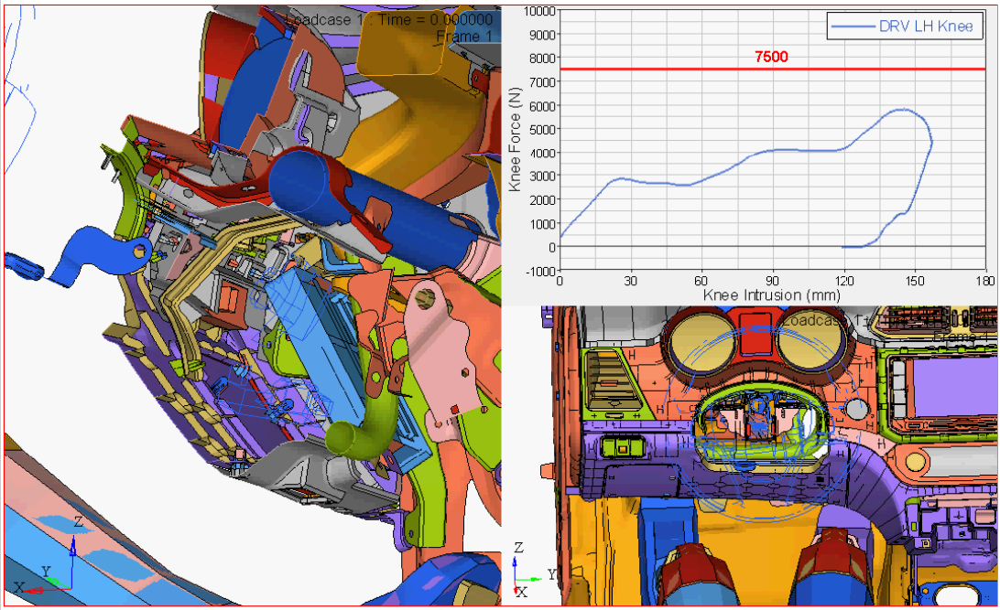 Loadcase 1 : Time = 0.000000
Frame 1
10000
9000
8000
7000
6000
5000
4000
3000
2000
1000
0
-1000
Knee Force (N)
DRV LH Knee
7500
0
30
60
90
120
150
180
Knee Intrusion (mm)
Z
Y
X
Loadcase
H
H
H
H
H
Z
Y
X